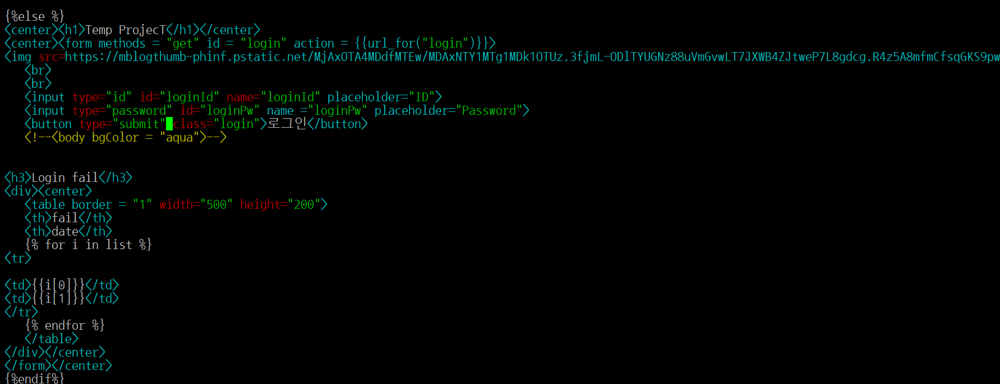 {%else %}
<center><h1>Temp ProjecT</h1></center>
<center><form methods = "get" id = "login" action = {{url_for("login")}}>
<img src=https://mblogthumb-phinf.pstatic.net/MjAxOTA4MDdfMTEw/MDAxNTY1MTg1MDk1OTUz.3fjmL-ODlTYUGNz88uVmGvwLT7JXWB4ZJtweP7L8gdcg.R4z5A8mfmCfsqGKS9pw
<br>
<br>
<input type="id" id="loginId" name="loginId" placeholder="ID">
<input type="password" id="loginPw" name ="loginPw" placeholder="Password">
<button type="submit" class="login">로그인</button>
<!--<body bgColor = "aqua">-->
<h3>Login fail</h3>
<div><center>
<table border = "1" width="500" height="200">
<th>fail</th>
<th>date</th>
{% for i in list %}
<tr>
<td>{{i[0]}}</td>
<td>{{i[1]}}</td>
</tr>
{% endfor %}
</table>
</div></center>
</form></center>
{%endif%}